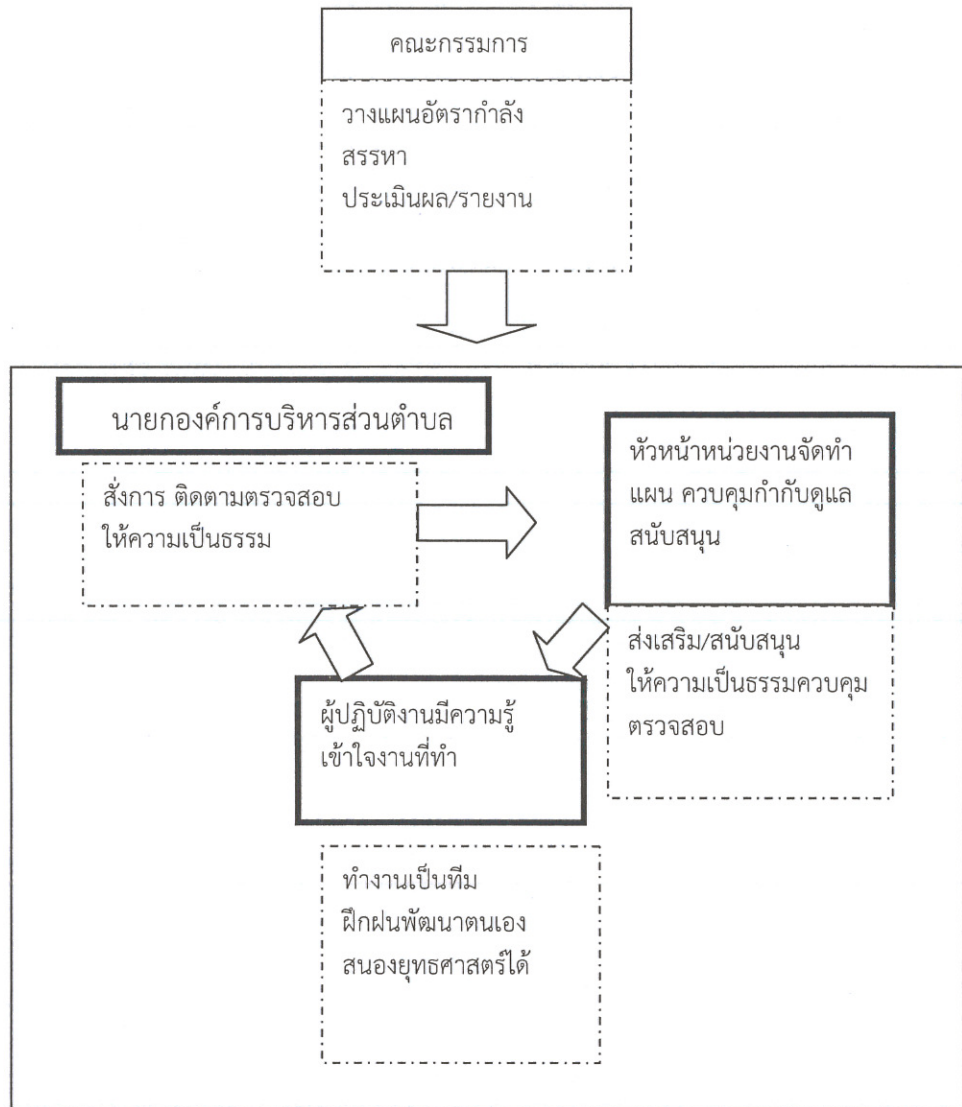 คณะกรรมการ
วางแผนอัตรากำลัง
สรรหา
ประเมินผล/รายงาน
นายกองค์การบริหารส่วนตำบล
สั่งการ ติดตามตรวจสอบ
ให้ความเป็นธรรม
หัวหน้าหน่วยงานจัดทำ
แผน ควบคุมกำกับดูแล
สนับสนุน
ส่งเสริม/สนับสนุน
ให้ความเป็นธรรมควบคุม
ตรวจสอบ
ผู้ปฏิบัติงานมีความรู้
เข้าใจงานที่ทำ
ทำงานเป็นทีม
ฝึกฝนพัฒนาตนเอง
สนองยุทธศาสตร์ได้